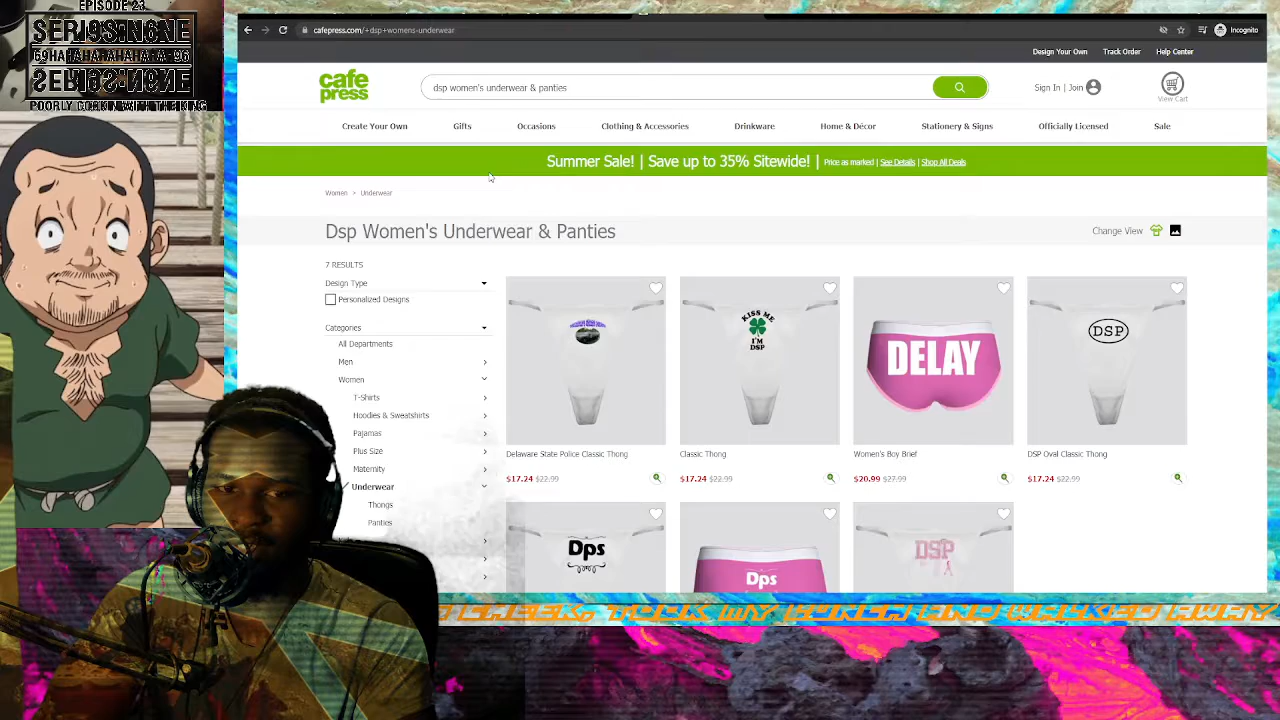 EPISODE 23
POORLY COOKIN WITH THE KING
cafepress.com/+dsp+womens-underwear
Incognito
Design Your Own
Track Order
Help Center
cafe
press
dsp women's underwear & panties
Sign In | Join
View Cart
Create Your Own
Gifts
Occasions
Clothing & Accessories
Drinkware
Home & Décor
Stationery & Signs
Officially Licensed
Sale
Summer Sale! | Save up to 35% Sitewide! | Price as marked | See Details | Shop All Deals
Women > Underwear
Dsp Women's Underwear & Panties
Change View
7 RESULTS
Design Type
Personalized Designs
Categories
All Departments
Men
Women
T-Shirts
Hoodies & Sweatshirts
Pajamas
Plus Size
Maternity
Underwear
Thongs
Panties
KISS ME
I'M
DSP
DELAY
DSP
Delaware State Police Classic Thong
Classic Thong
Women's Boy Brief
DSP Oval Classic Thong
$17.24 $22.99
$17.24 $22.99
$20.99 $27.99
$17.24 $22.99
Dps
Dps
DSP